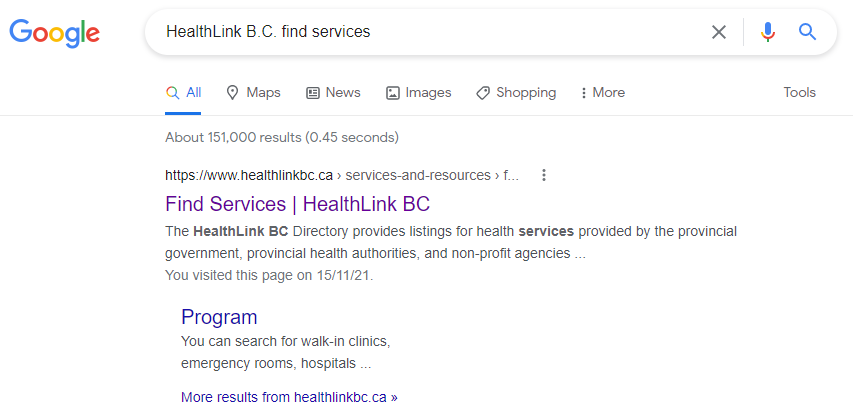 Google
HealthLink B.C. find services
All Maps News Images Shopping More Tools
About 151,000 results (0.45 seconds)
https://www.healthlinkbc.ca › services-and-resources › f...
Find Services | HealthLink BC
The HealthLink BC Directory provides listings for health services provided by the provincial
government, provincial health authorities, and non-profit agencies ...
You visited this page on 15/11/21.
Program
You can search for walk-in clinics,
emergency rooms, hospitals ...
More results from healthlinkbc.ca »